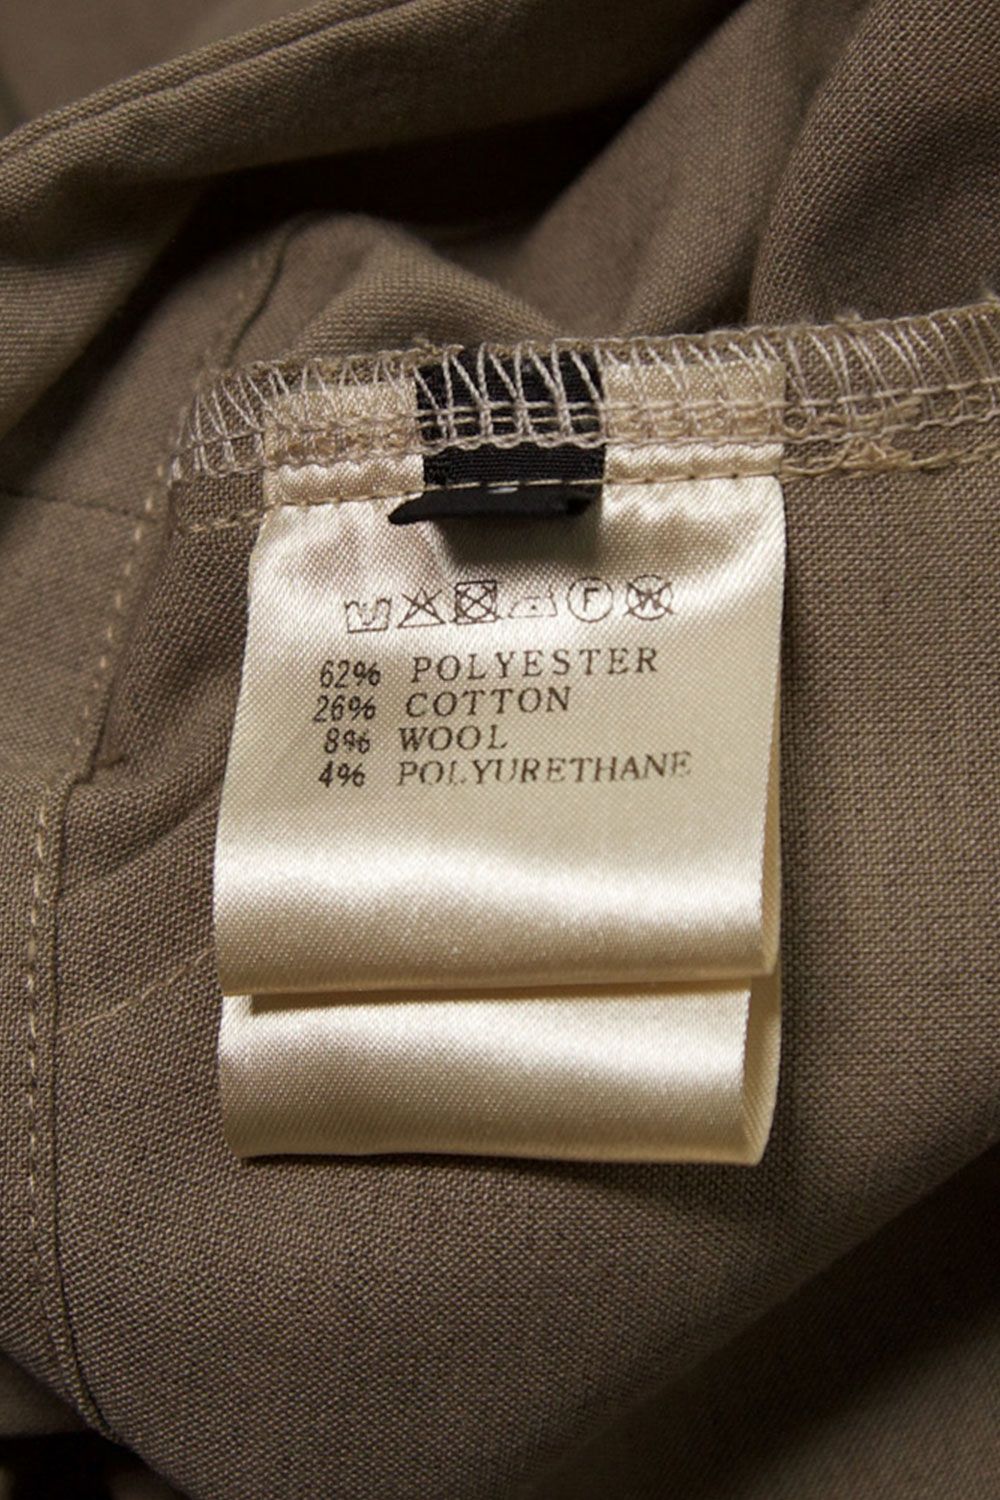 F W
62% POLYESTER
26% COTTON
8% WOOL
4% POLYURETHANE